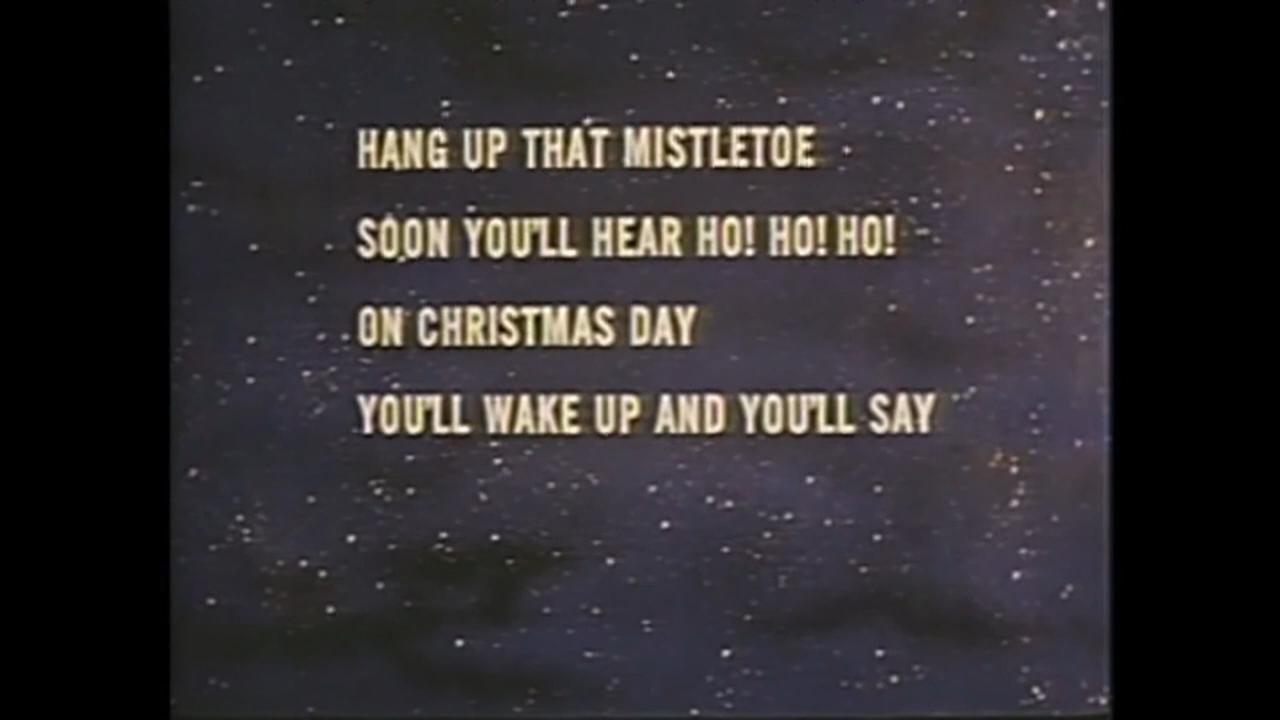 HANG UP THAT MISTLETOE
SOON YOU'LL HEAR HO! HO! HO!
ON CHRISTMAS DAY
YOU'LL WAKE UP AND YOU'LL SAY